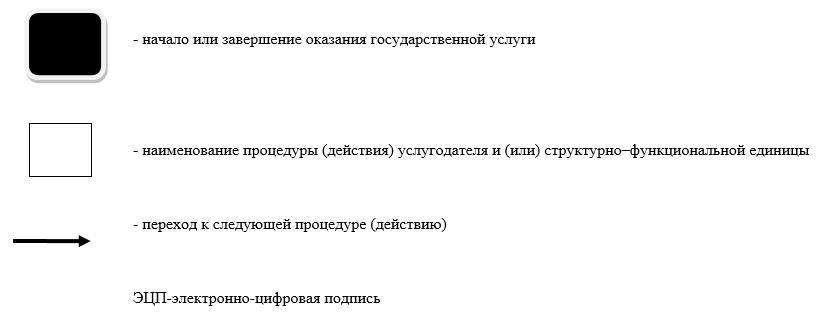 - начало или завершение оказания государственной услуги
- наименование процедуры (действия) услугодателя и (или) структурно–функциональной единицы
- переход к следующей процедуре (действию)
ЭЦП-электронно-цифровая подпись